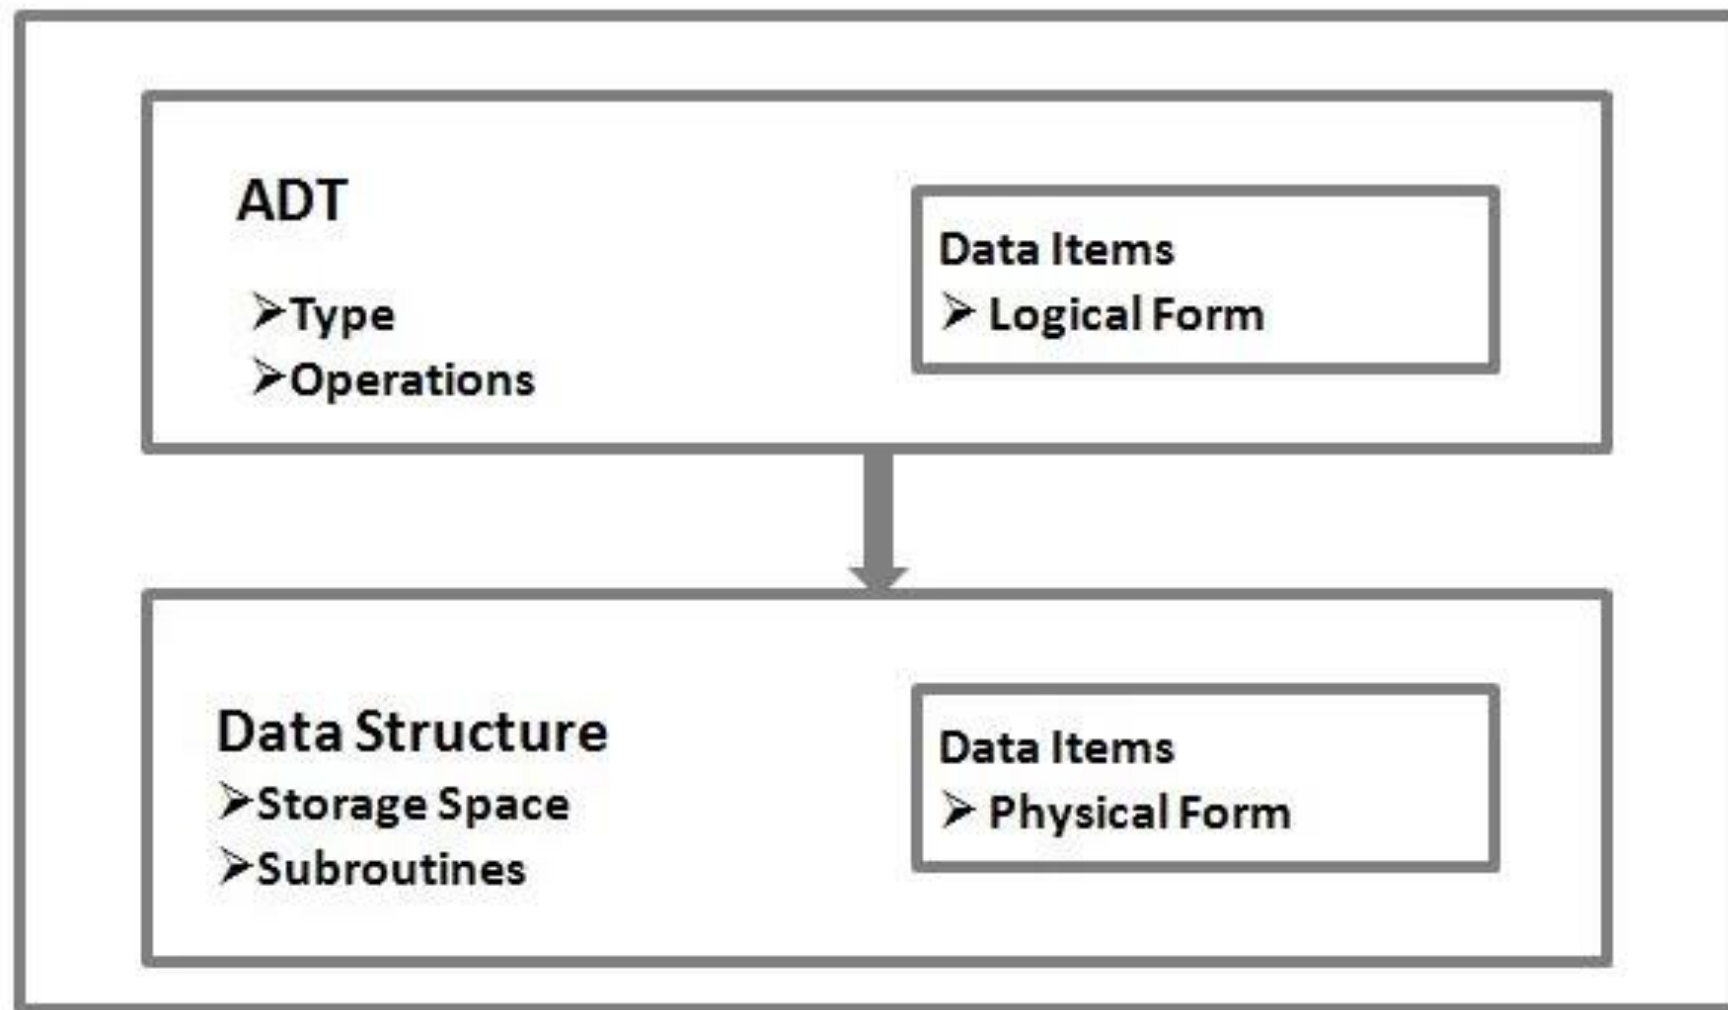 ADT
➢Type
➢Operations
Data Items
➢ Logical Form
Data Structure
➢Storage Space
➢Subroutines
Data Items
➢ Physical Form